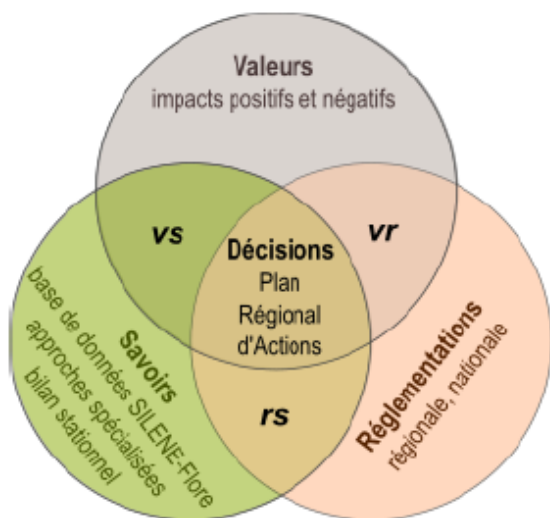 Valeurs
impacts positifs et négatifs
vs
vr
Décisions
Plan
Régional
d'Actions
Savoirs
base de données SILENE-Flore
approches spécialisées
bilan stationnel
Réglementations
régionale, nationale
rs